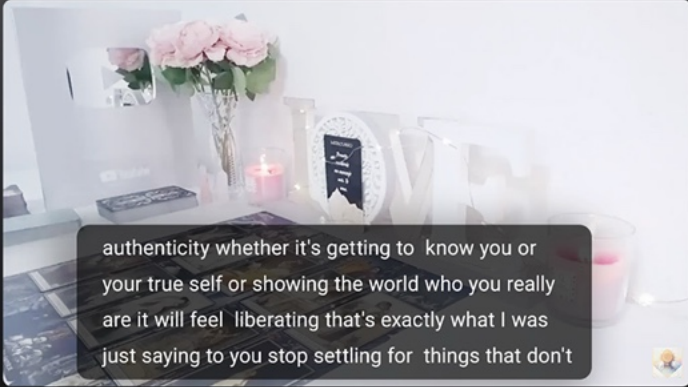 LOVE
authenticity whether it's getting to know you or
your true self or showing the world who you really
are it will feel liberating that's exactly what I was
just saying to you stop settling for things that don't